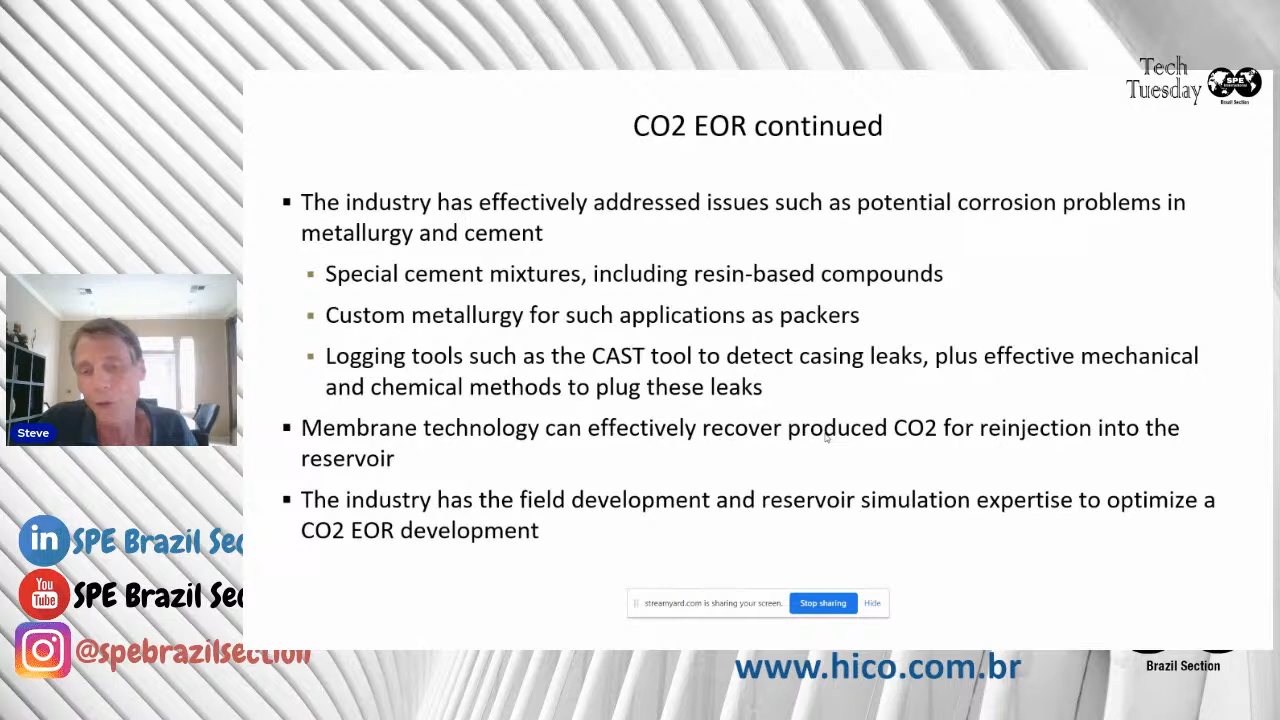 Tech
Tuesday
SPE
International
Brazil Section
CO2 EOR continued
The industry has effectively addressed issues such as potential corrosion problems in
metallurgy and cement
Special cement mixtures, including resin-based compounds
Custom metallurgy for such applications as packers
Logging tools such as the CAST tool to detect casing leaks, plus effective mechanical
and chemical methods to plug these leaks
Membrane technology can effectively recover produced CO2 for reinjection into the
reservoir
The industry has the field development and reservoir simulation expertise to optimize a
CO2 EOR development
Steve
in SPE Brazil Sec
You
Tube
SPE Brazil Sec
@spebrazilsection
streamyard.com is sharing your screen.
Stop sharing
Hide
www.hico.com.br
Brazil Section